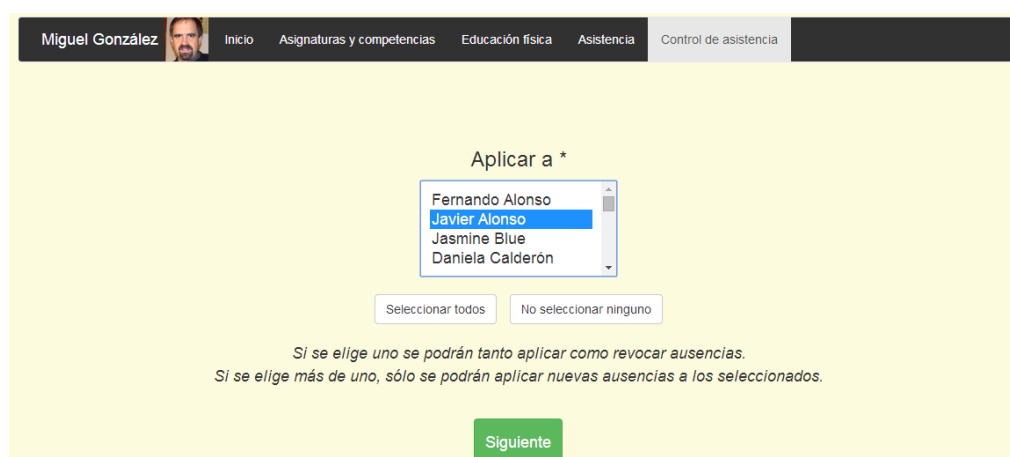 Miguel González Inicio Asignaturas y competencias Educación física Asistencia Control de asistencia
Aplicar a *
Fernando Alonso
Javier Alonso
Jasmine Blue
Daniela Calderón
Seleccionar todos No seleccionar ninguno
Si se elige uno se podrán tanto aplicar como revocar ausencias.
Si se elige más de uno, sólo se podrán aplicar nuevas ausencias a los seleccionados.
Siguiente